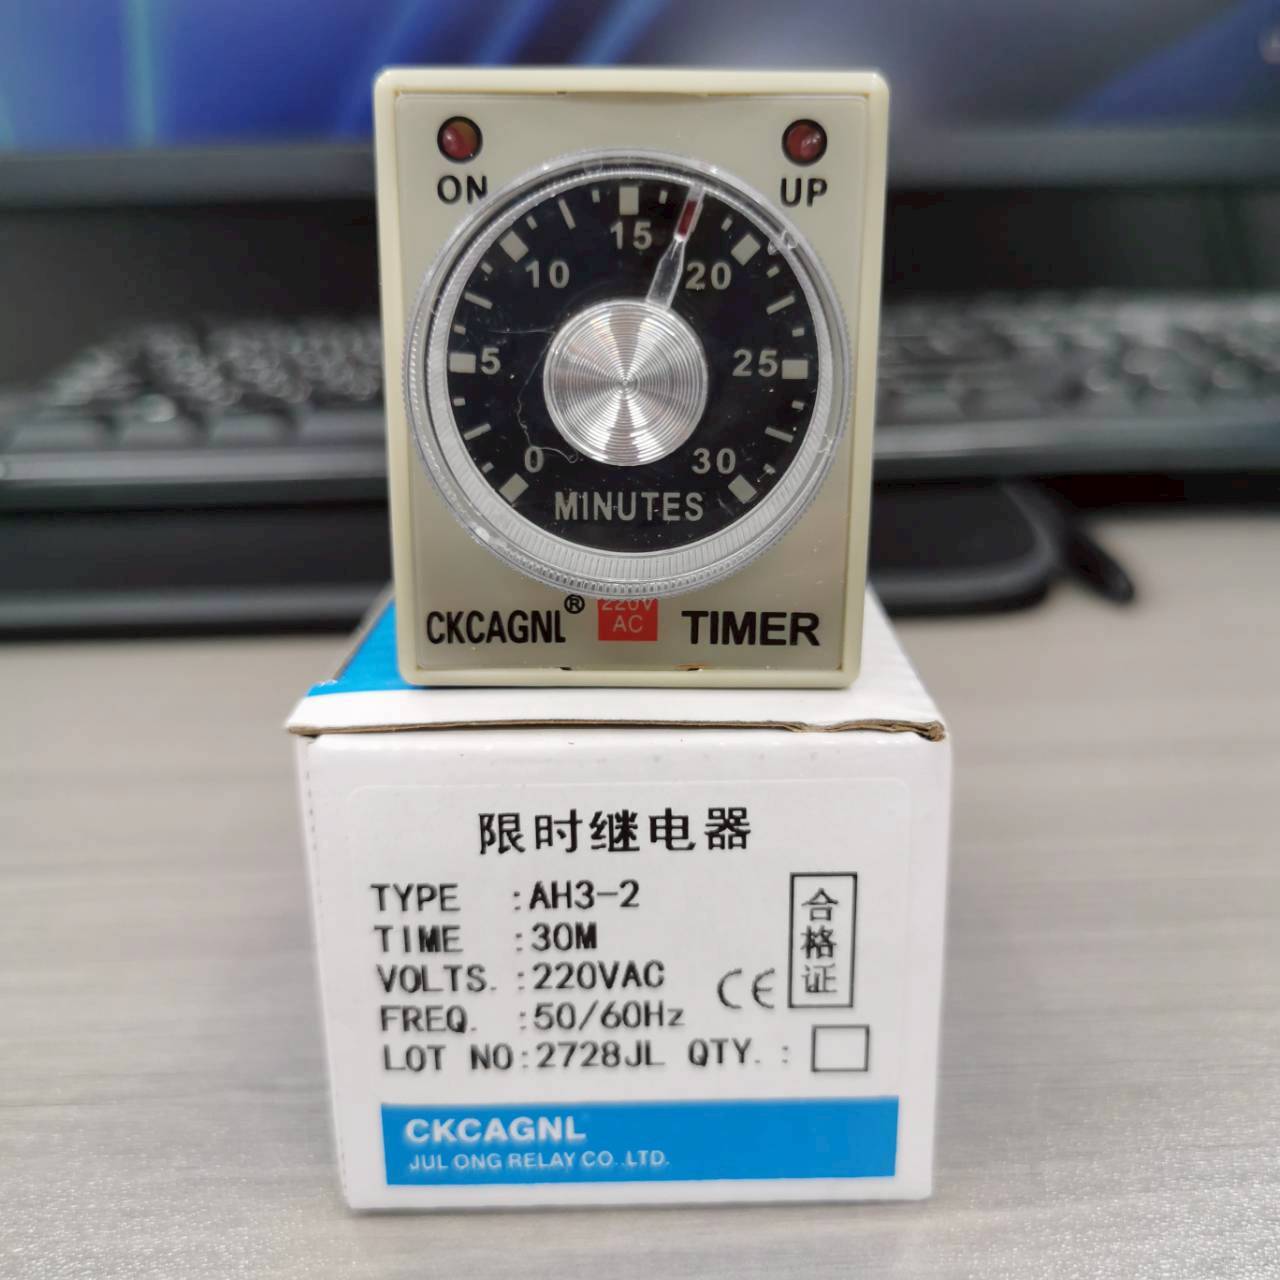 ON
UP
15
10
20
5
25
0
30
MINUTES
CKCAGNL®
220V
AC
TIMER
限时继电器
TYPE :AH3-2
TIME :30M
VOLTS. :220VAC
FREQ. :50/60Hz
CE
合格证
LOT NO:2728JL QTY. :
CKCAGNL
JUL ONG RELAY CO. .LTD.